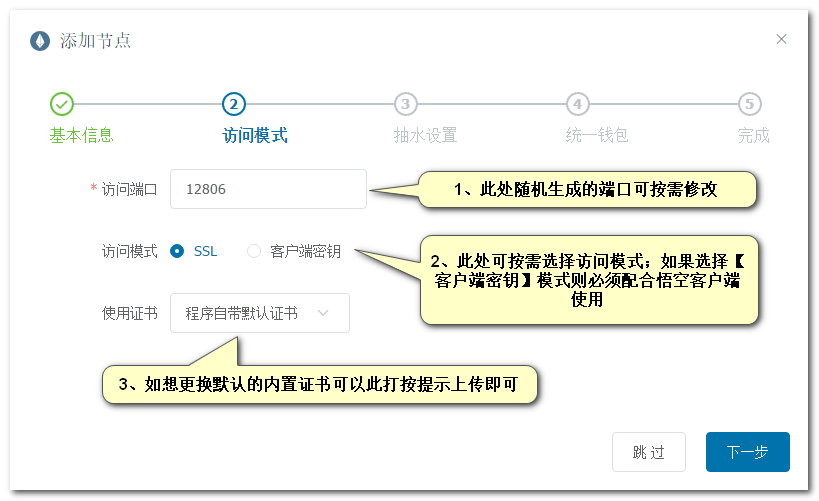 添加节点
2 3 4 5
基本信息 访问模式 抽水设置 统一钱包 完成
* 访问端口 12806
1、此处随机生成的端口可按需修改
访问模式 SSL 客户端密钥
2、此处可按需选择访问模式；如果选择【
客户端密钥】模式则必须配合悟空客户端
使用
使用证书 程序自带默认证书
3、如想更换默认的内置证书可以此打按提示上传即可
跳 过 下一步